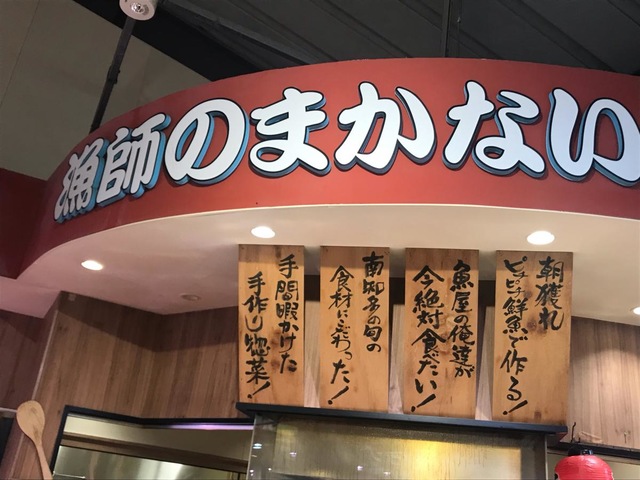 漁師のまかない
朝獲れ
ピチピチ鮮魚で作る!
魚屋の俺達が
今絶対食べたい!
南知多旬の
食材にこだわった!
手間暇かけた
手作り惣菜!